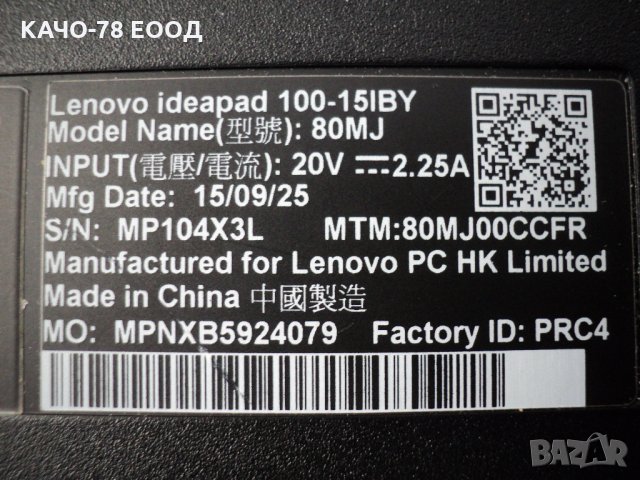 КАЧО-78 ЕООД
Lenovo ideapad 100-15IBY
Model Name(型號): 80MJ
INPUT(電壓/電流): 20V ⎓ 2.25A
Mfg Date: 15/09/25
S/N: MP104X3L MTM:80MJ00CCFR
Manufactured for Lenovo PC HK Limited
Made in China 中國製造
MO: MPNXB5924079 Factory ID: PRC4
BAZAR